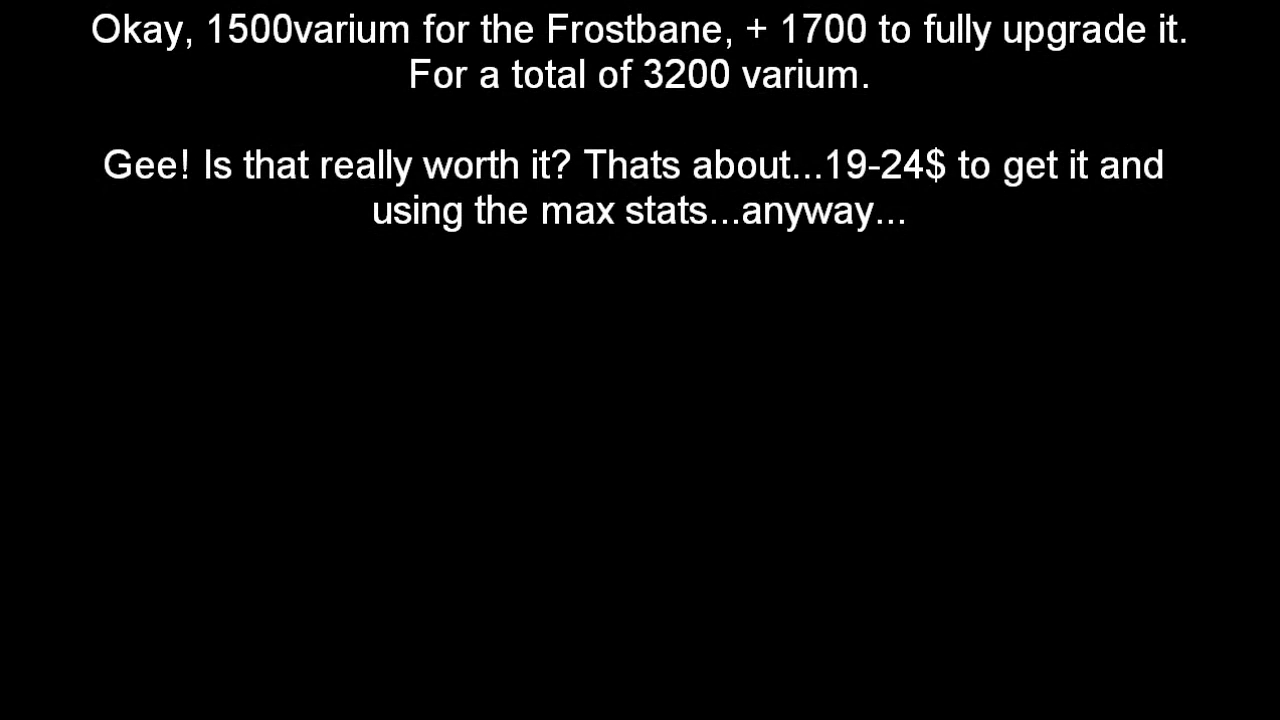 Okay, 1500varium for the Frostbane, + 1700 to fully upgrade it.
For a total of 3200 varium.
Gee! Is that really worth it? Thats about...19-24$ to get it and
using the max stats...anyway...